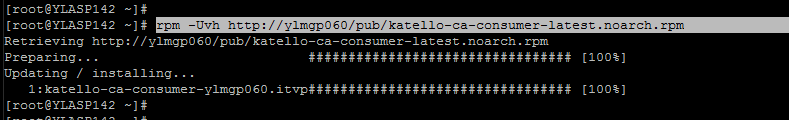 [root@YLASP142 ~]#
[root@YLASP142 ~]# rpm -Uvh http://ylmgp060/pub/katello-ca-consumer-latest.noarch.rpm
Retrieving http://ylmgp060/pub/katello-ca-consumer-latest.noarch.rpm
Preparing... ################################# [100%]
Updating / installing...
1:katello-ca-consumer-ylmgp060.itvp################################# [100%]
[root@YLASP142 ~]#
[root@YLASP142 ~]#